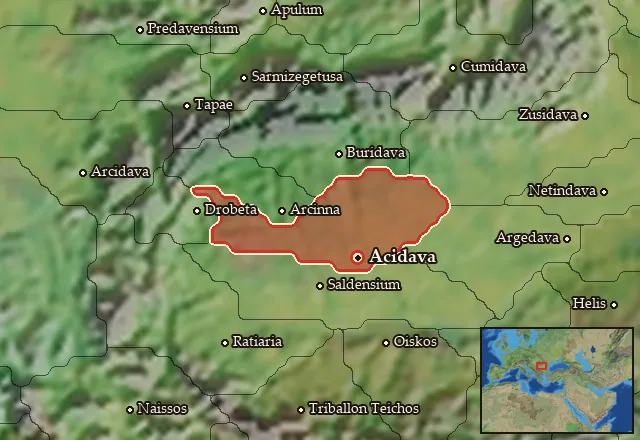 Apulum
Predavensium
Cumidava
Sarmizegetusa
Tapae
Zusidava
Buridava
Arcidava
Netindava
Drobeta
Arcinna
Argedava
Acidava
Saldensium
Helis
Ratiaria
Oiskos
Naissos
Triballon Teichos